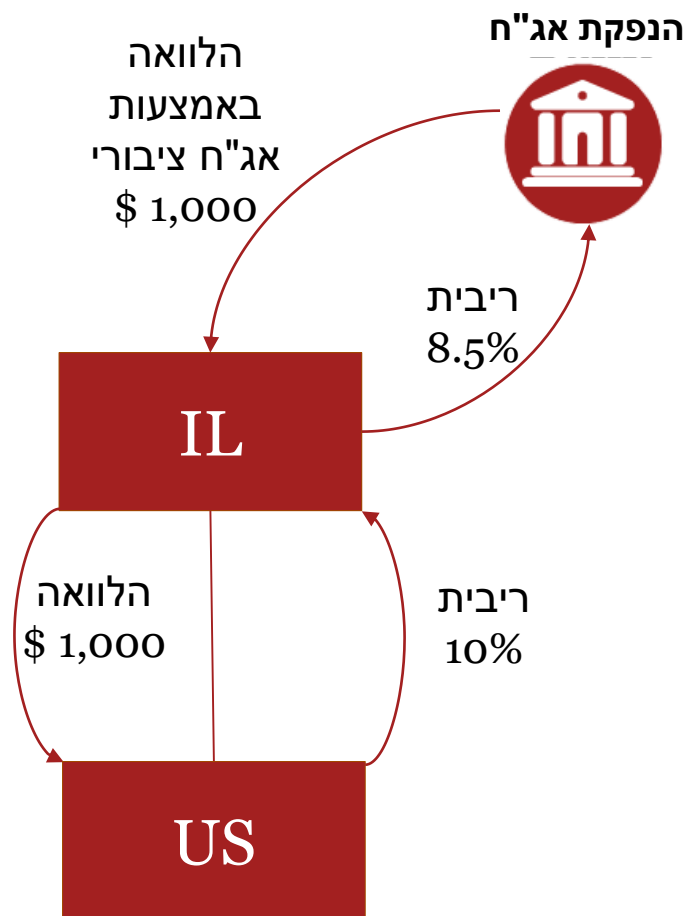 הנפקת אג"ח
הלוואה
באמצעות
אג"ח ציבורי
$ 1,000
ריבית
8.5%
IL
הלוואה
$ 1,000
ריבית
10%
US